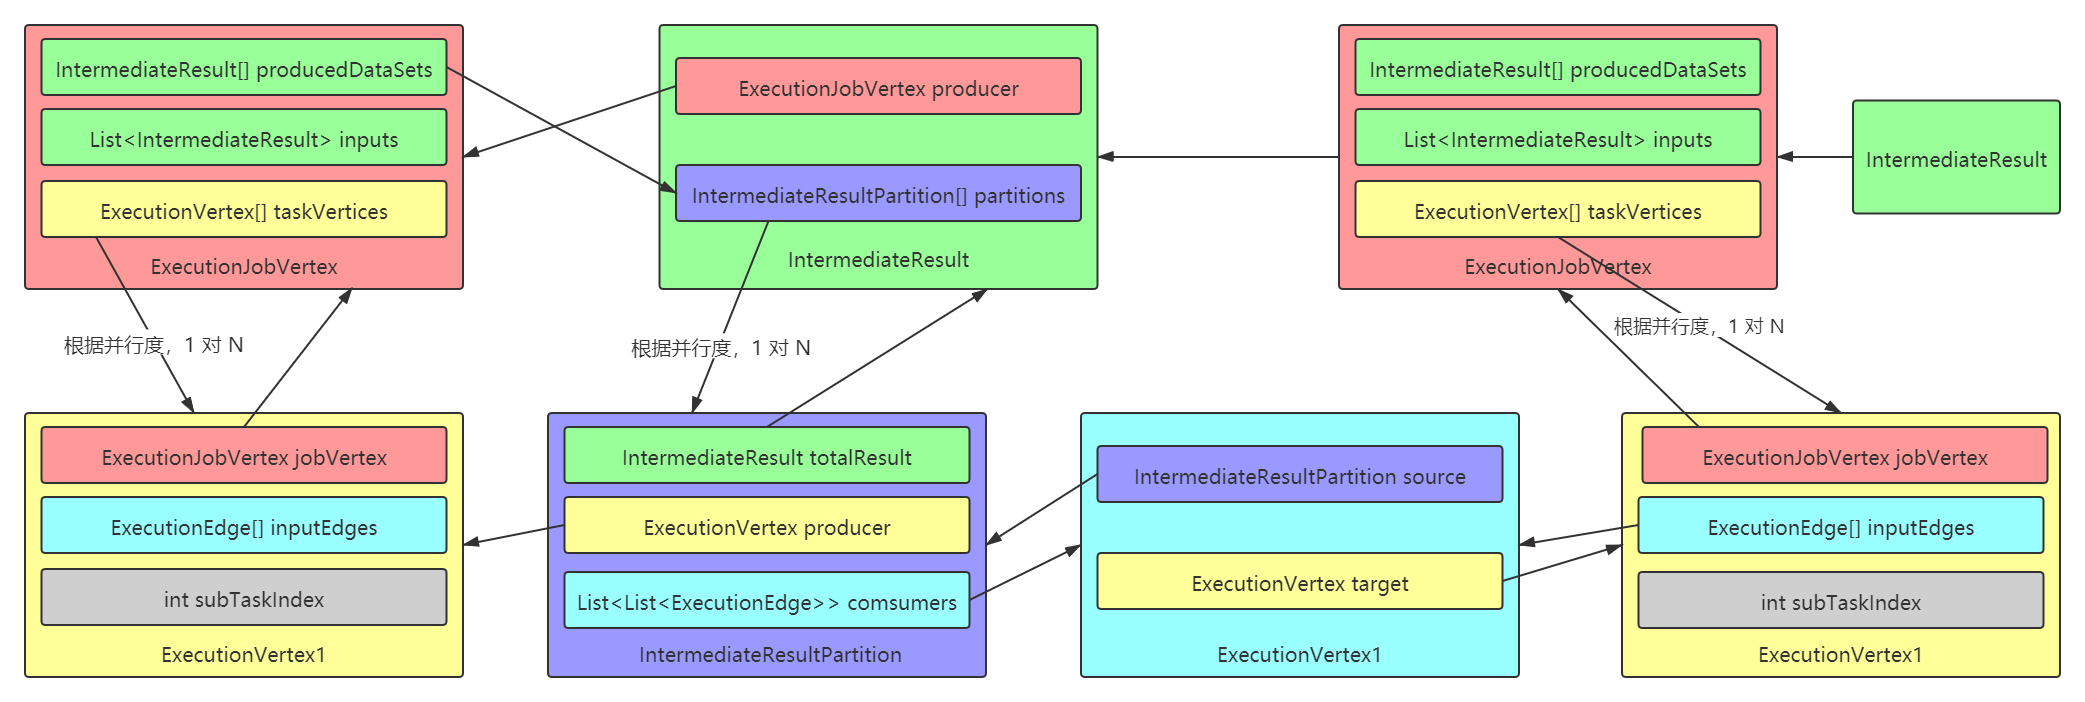 IntermediateResult[] producedDataSets
List<IntermediateResult> inputs
ExecutionVertex[] taskVertices
ExecutionJobVertex
ExecutionJobVertex producer
IntermediateResultPartition[] partitions
IntermediateResult
IntermediateResult[] producedDataSets
List<IntermediateResult> inputs
ExecutionVertex[] taskVertices
ExecutionJobVertex
IntermediateResult
根据并行度，1 对 N
根据并行度，1 对 N
根据并行度，1 对 N
ExecutionJobVertex jobVertex
ExecutionEdge[] inputEdges
int subTaskIndex
ExecutionVertex1
IntermediateResult totalResult
ExecutionVertex producer
List<List<ExecutionEdge>> comsumers
IntermediateResultPartition
IntermediateResultPartition source
ExecutionVertex target
ExecutionVertex1
ExecutionJobVertex jobVertex
ExecutionEdge[] inputEdges
int subTaskIndex
ExecutionVertex1